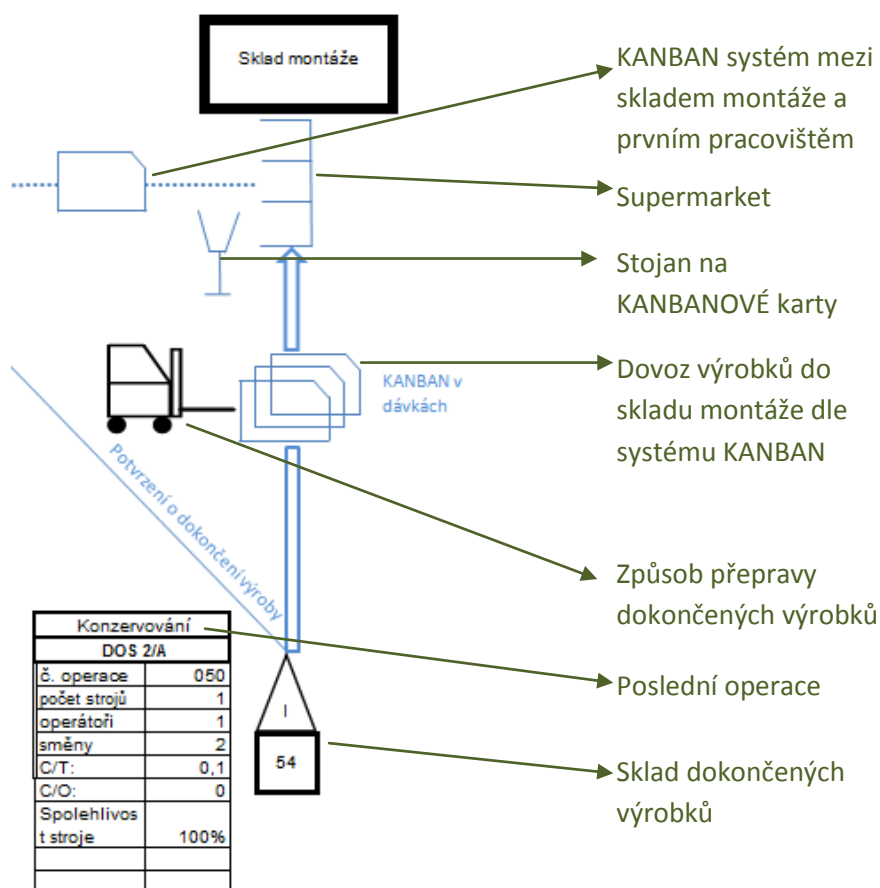 Sklad montáže
KANBAN systém mezi
skladem montáže a
prvním pracovištěm
Supermarket
Stojan na
KANBANOVÉ karty
Dovoz výrobků do
skladu montáže dle
systému KANBAN
KANBAN v
dávkách
Potvrzení o dokončení výroby
Způsob přepravy
dokončených výrobků
Poslední operace
Sklad dokončených
výrobků
Konzervování
DOS 2/A
č. operace 050
počet strojů 1
operátoři 1
směny 2
C/T: 0,1
C/O: 0
Spolehlivos
t stroje 100%
I
54